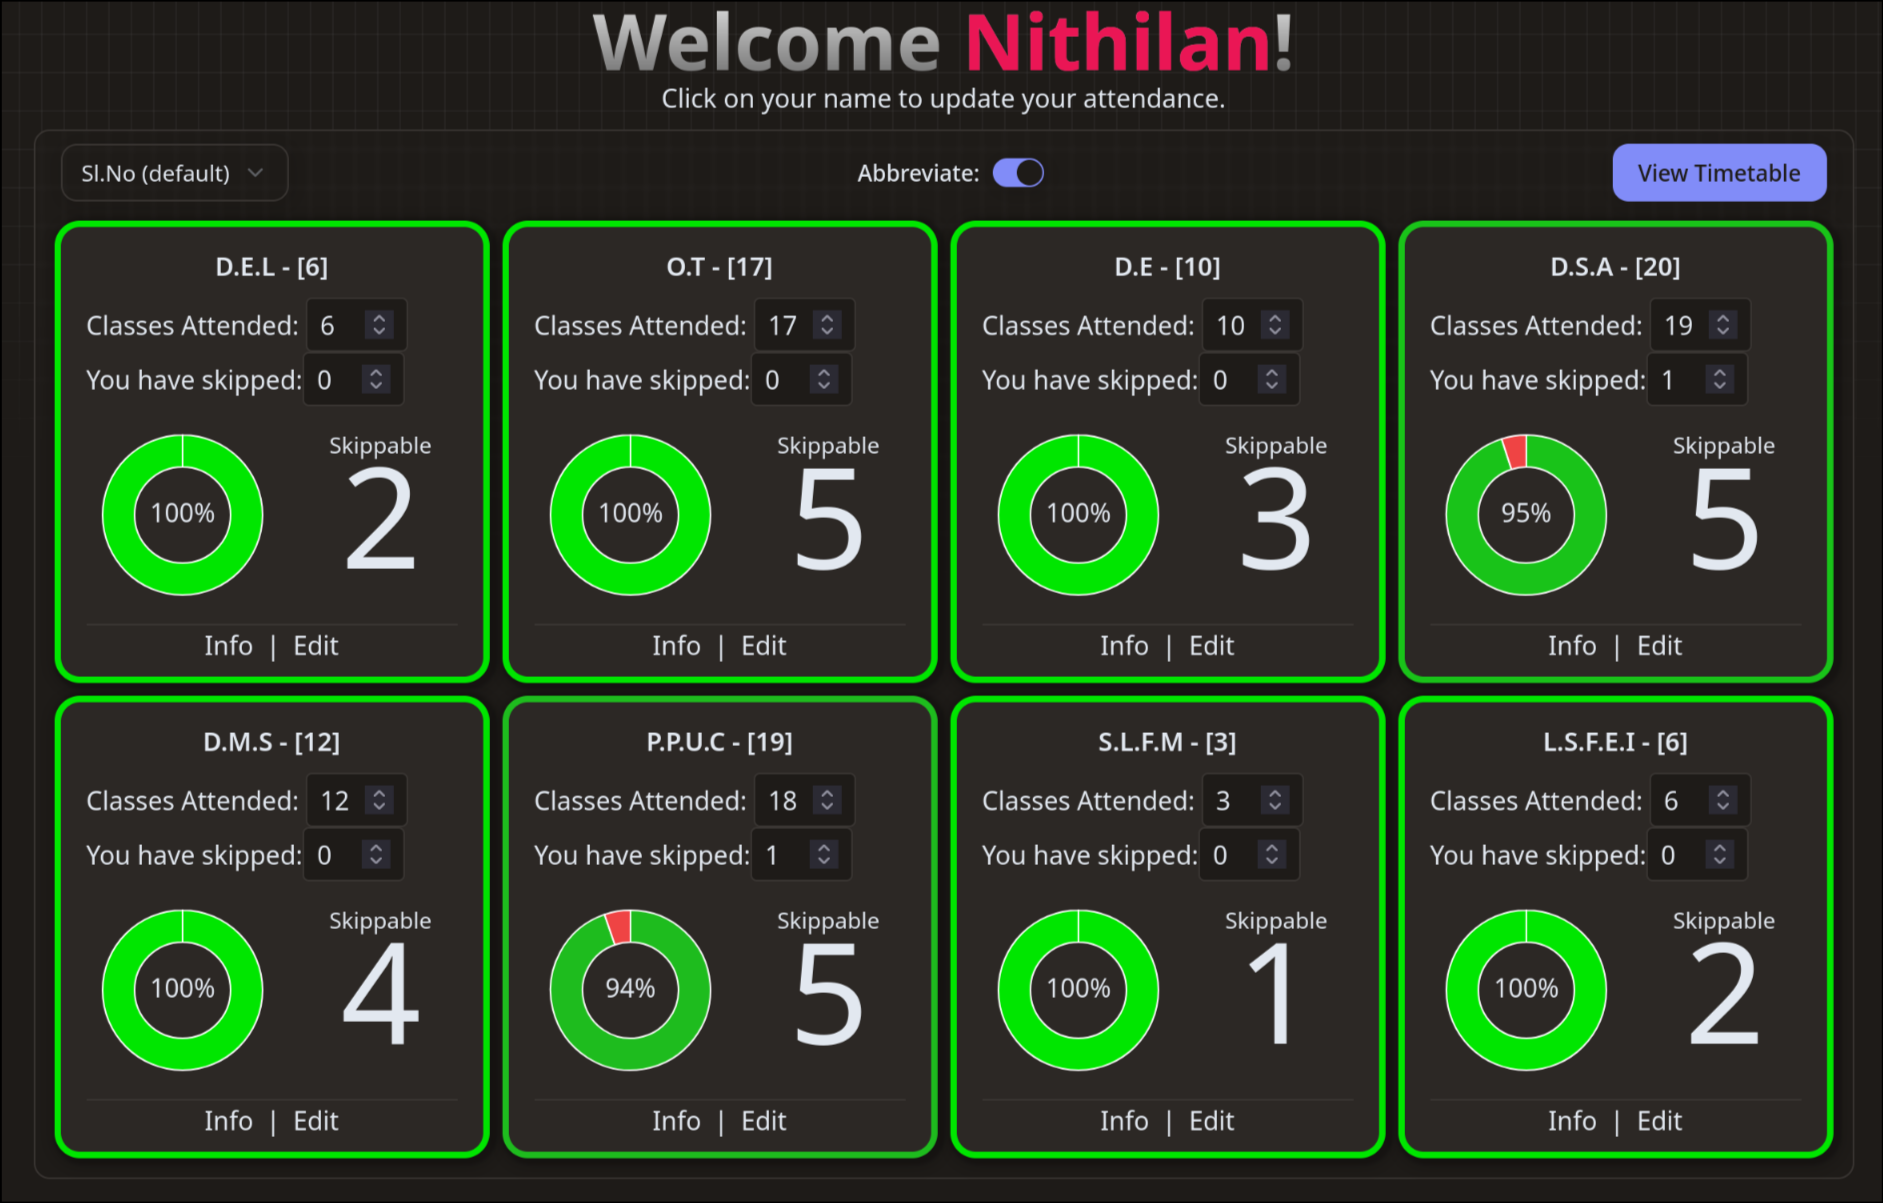 Welcome Nithilan!
Click on your name to update your attendance.
Sl.No (default)
Abbreviate:
View Timetable
D.E.L - [6]
Classes Attended: 6
You have skipped: 0
100%
Skippable
2
Info | Edit
O.T - [17]
Classes Attended: 17
You have skipped: 0
100%
Skippable
5
Info | Edit
D.E - [10]
Classes Attended: 10
You have skipped: 0
100%
Skippable
3
Info | Edit
D.S.A - [20]
Classes Attended: 19
You have skipped: 1
95%
Skippable
5
Info | Edit
D.M.S - [12]
Classes Attended: 12
You have skipped: 0
100%
Skippable
4
Info | Edit
P.P.U.C - [19]
Classes Attended: 18
You have skipped: 1
94%
Skippable
5
Info | Edit
S.L.F.M - [3]
Classes Attended: 3
You have skipped: 0
100%
Skippable
1
Info | Edit
L.S.F.E.I - [6]
Classes Attended: 6
You have skipped: 0
100%
Skippable
2
Info | Edit